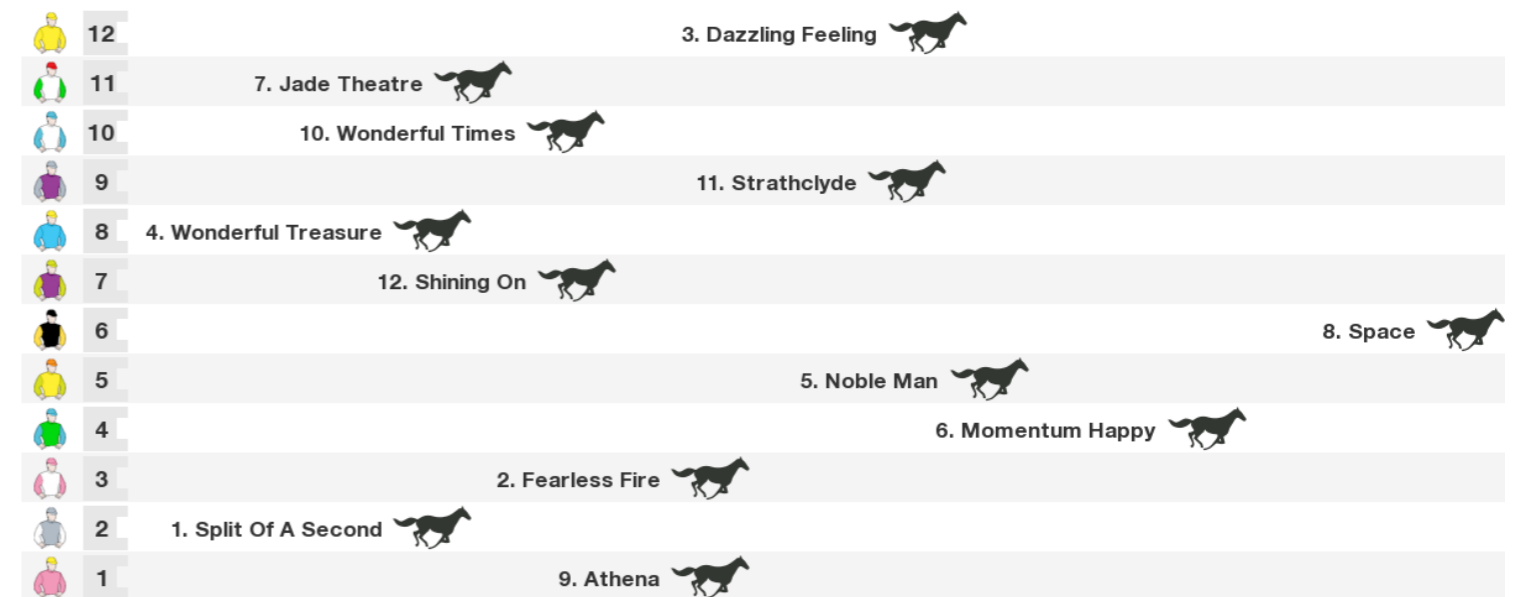 12 3. Dazzling Feeling
11 7. Jade Theatre
10 10. Wonderful Times
9 11. Strathclyde
8 4. Wonderful Treasure
7 12. Shining On
6 8. Space
5 5. Noble Man
4 6. Momentum Happy
3 2. Fearless Fire
2 1. Split Of A Second
1 9. Athena